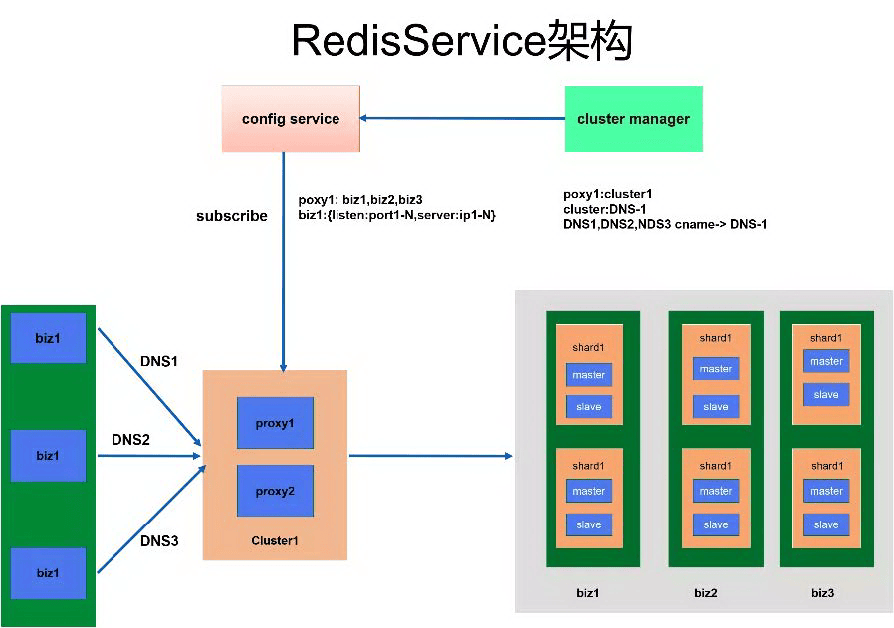 RedisService架构
config service
cluster manager
subscribe
poxy1: biz1,biz2,biz3
biz1:{listen:port1-N,server:ip1-N}
poxy1:cluster1
cluster:DNS-1
DNS1,DNS2,NDS3 cname-> DNS-1
biz1
biz1
biz1
DNS1
DNS2
DNS3
proxy1
proxy2
Cluster1
shard1
master
slave
shard1
master
slave
biz1
shard1
master
slave
shard1
master
slave
biz2
shard1
master
slave
shard1
master
slave
biz3